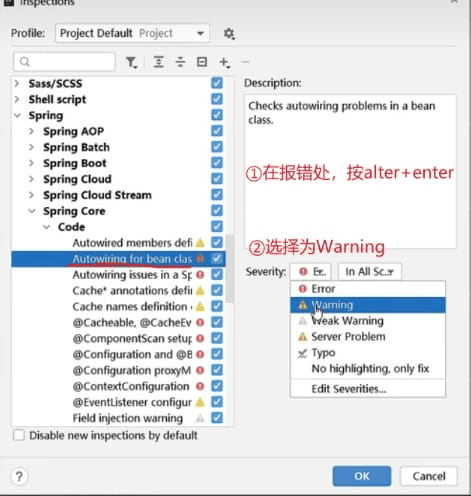 Inspections
Profile:
Project Default Project
Sass/SCSS
Shell script
Spring
Spring AOP
Spring Batch
Spring Boot
Spring Cloud
Spring Cloud Stream
Spring Core
Code
Autowired members defi
Autowiring for bean clas
Autowiring issues in a Sp
Cache* annotations defi
Cache names definition
@Cacheable, @CacheEv
@ComponentScan setup
@Configuration and @B
@Configuration proxyM
@ContextConfiguration
@EventListener configur
Field injection warning
Disable new inspections by default
Description:
Checks autowiring problems in a bean
class.
①在报错处，按alter+enter
②选择为Warning
Severity:
Er..
In All Sc..
Error
Warning
Weak Warning
Server Problem
Typo
No highlighting, only fix
Edit Severities...
?
OK
Cancel